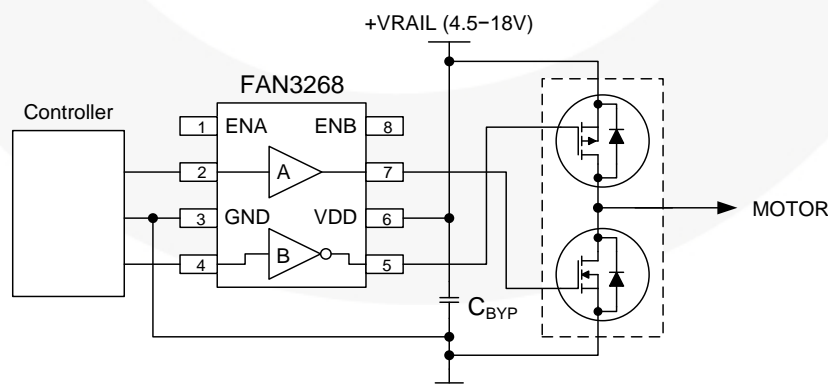 +VRAIL (4.5−18V)
FAN3268
Controller
1 ENA ENB 8
2 A 7
3 GND VDD 6
4 B 5
MOTOR
CBYP